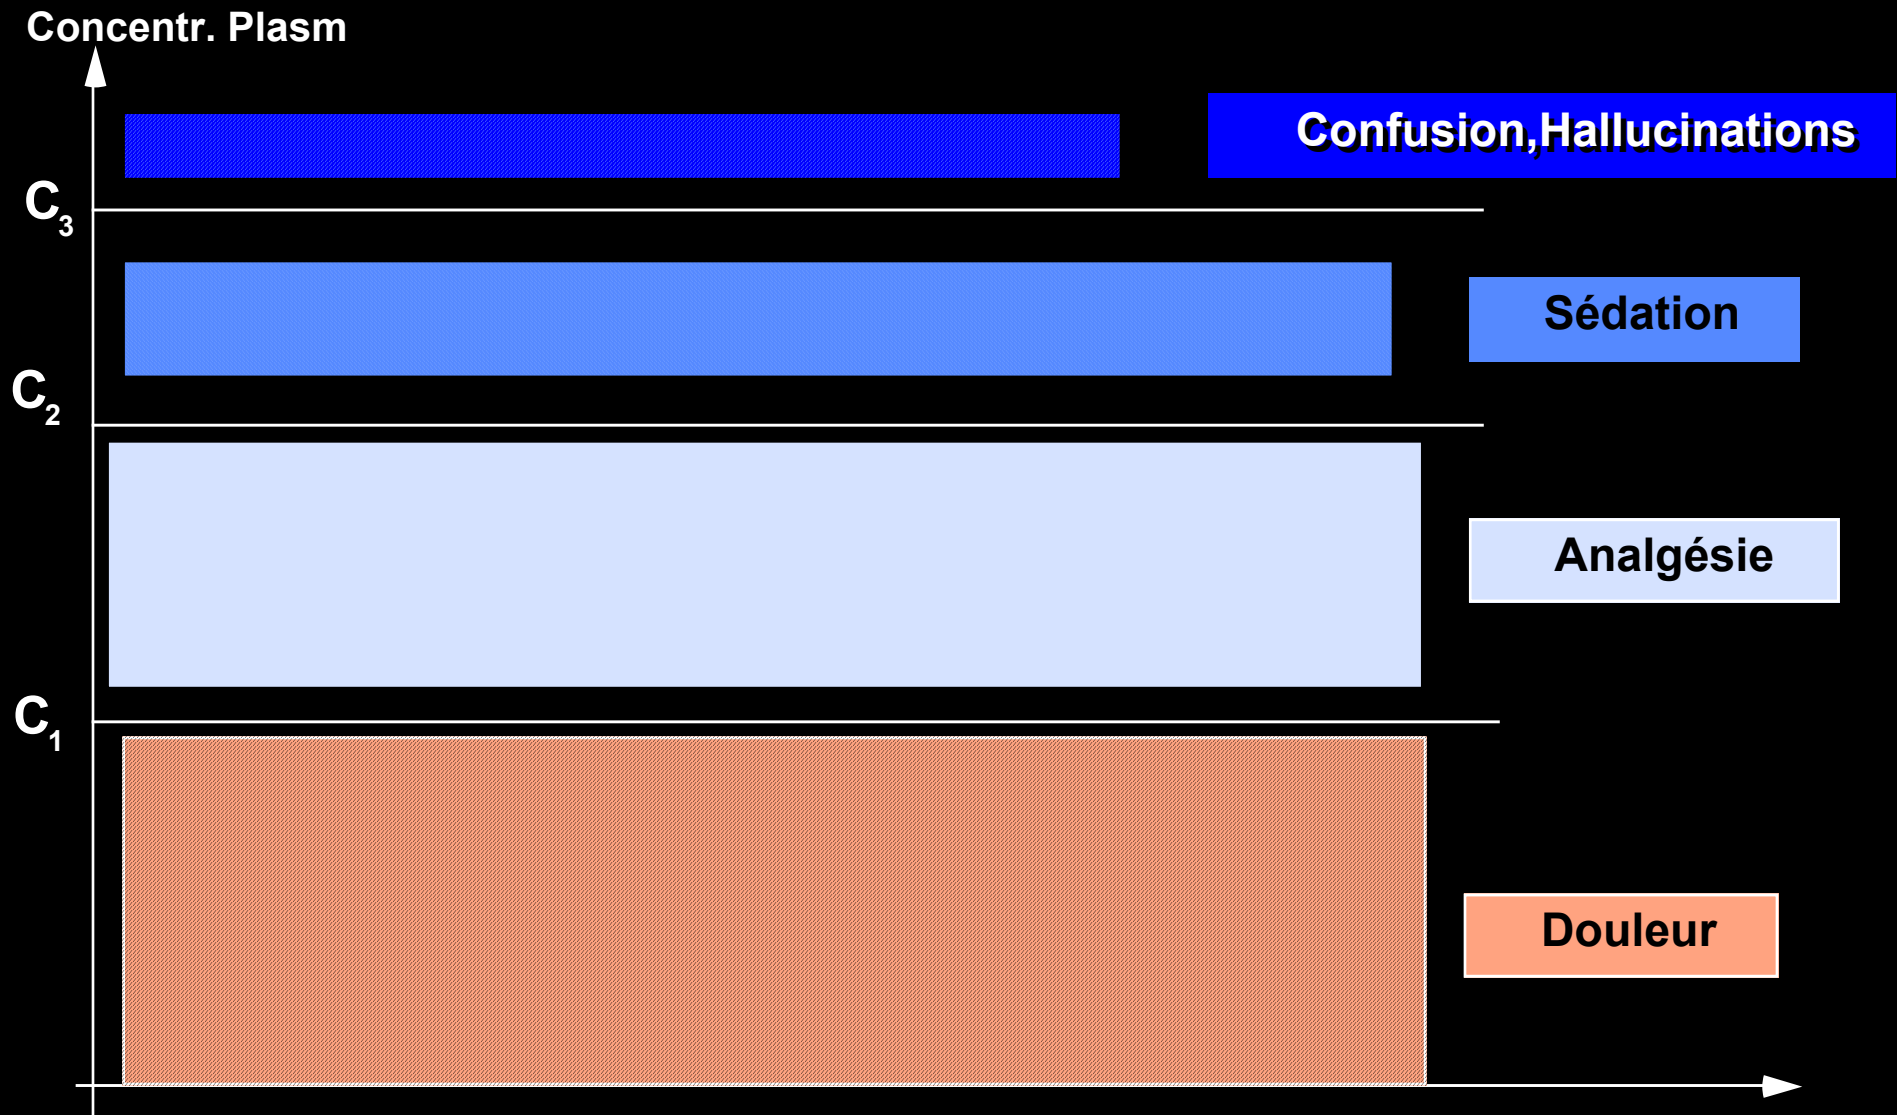 Concentr. Plasm
Confusion,Hallucinations
C3
Sédation
C2
Analgésie
C1
Douleur